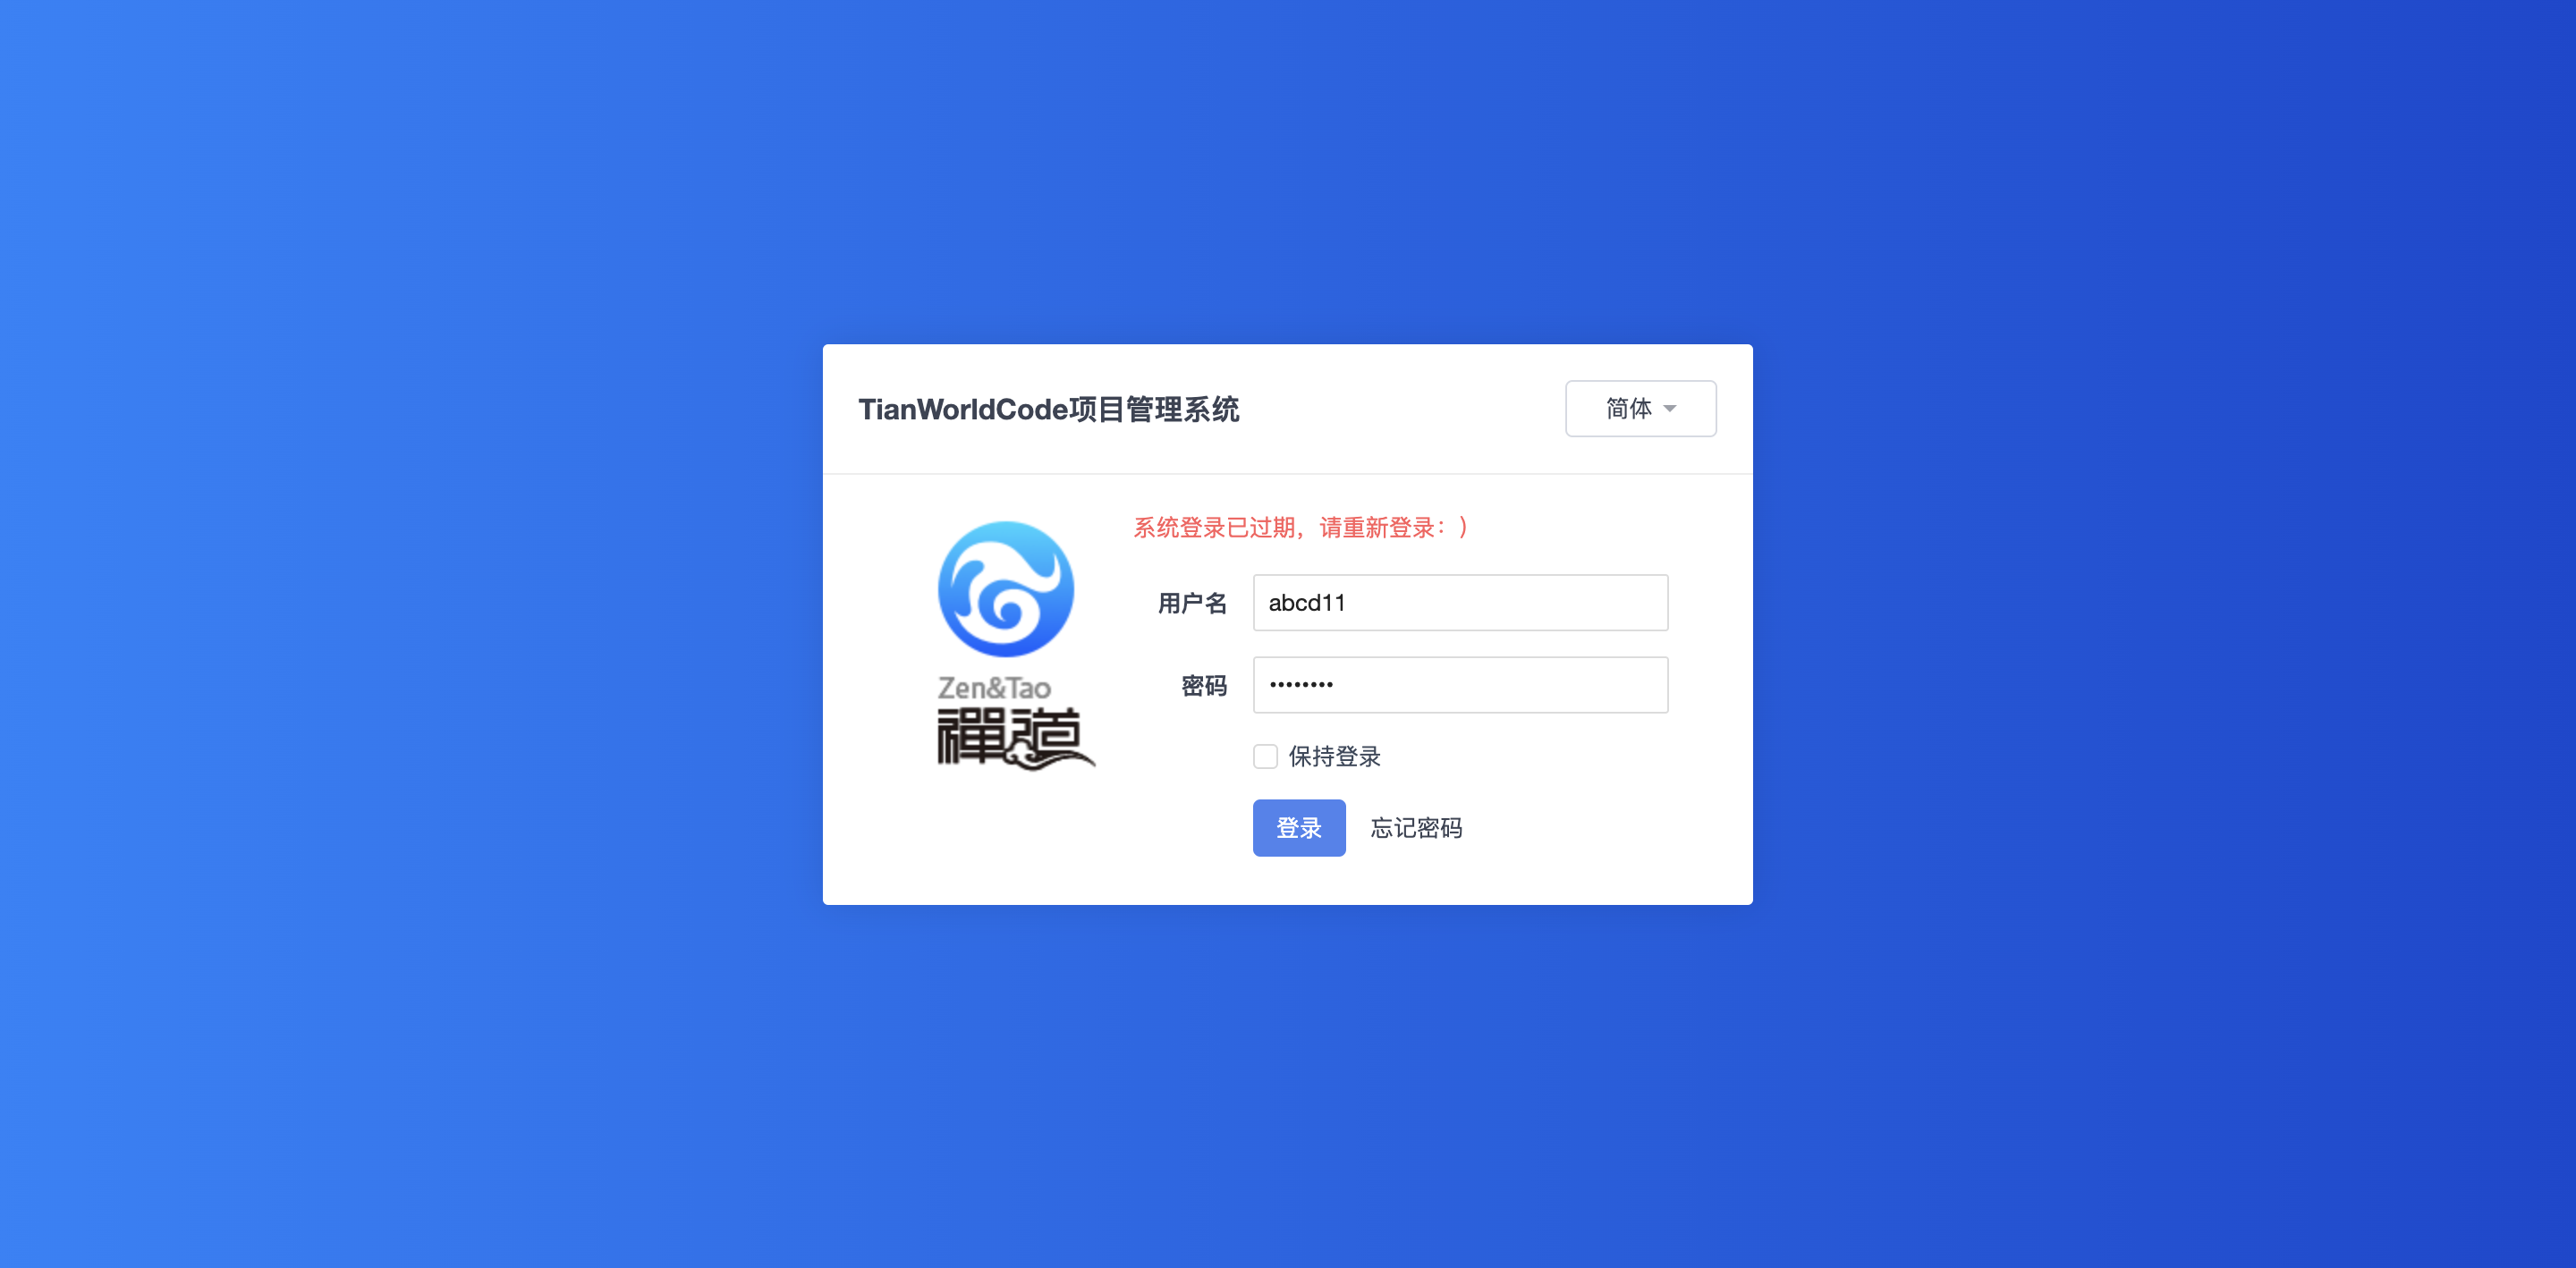 TianWorldCode项目管理系统
简体
系统登录已过期，请重新登录：）
Zen&Tao
禪道
用户名
abcd11
密码
••••••••
保持登录
登录
忘记密码